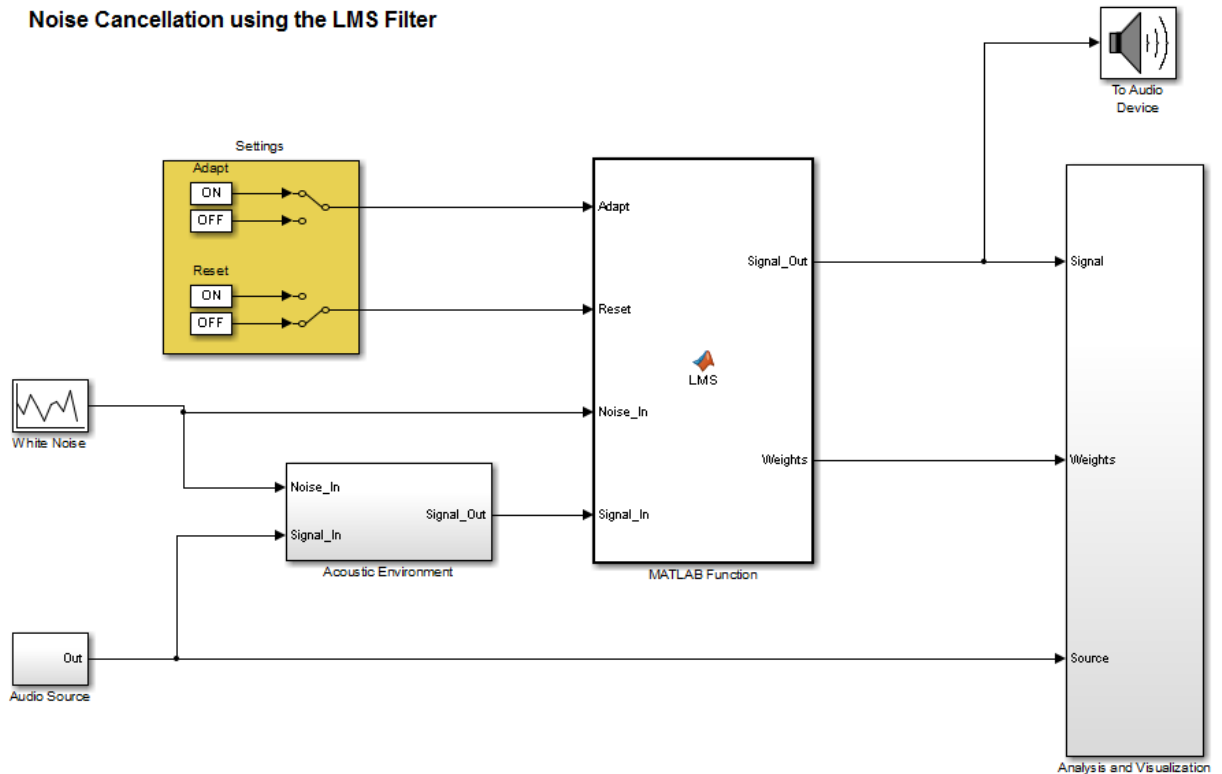 Noise Cancellation using the LMS Filter
To Audio
Device
Settings
Adapt
ON
OFF
Reset
ON
OFF
Adapt
Reset
LMS
Noise_In
Signal_In
Signal_Out
Weights
MATLAB Function
Signal
Weights
Source
Analysis and Visualization
White Noise
Noise_In
Signal_In
Signal_Out
Acoustic Environment
Out
Audio Source